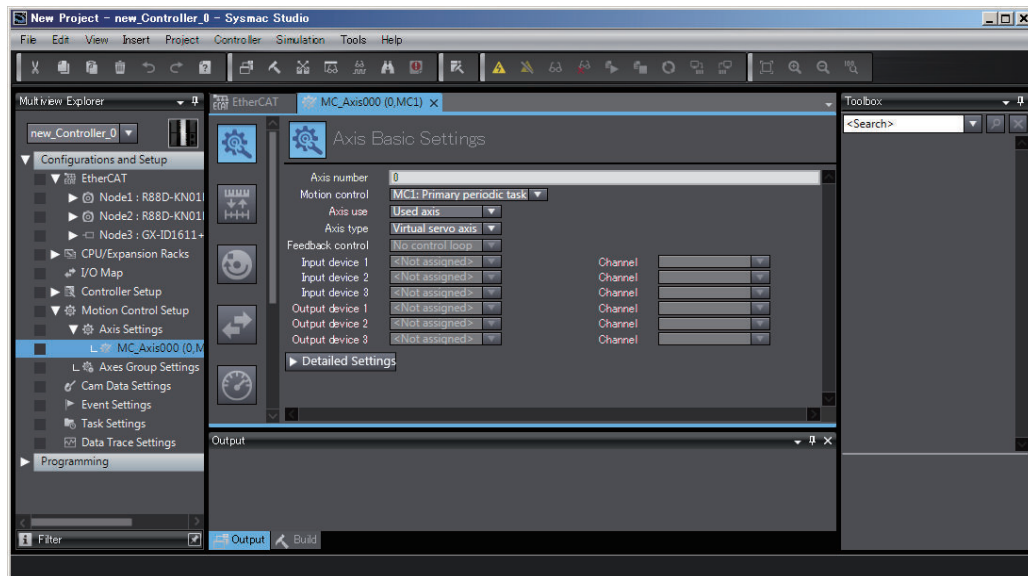 New Project - new_Controller_0 - Sysmac Studio
File Edit View Insert Project Controller Simulation Tools Help
Multiview Explorer
new_Controller_0
Configurations and Setup
EtherCAT
Node1 : R88D-KN01
Node2 : R88D-KN01
Node3 : GX-ID1611+
CPU/Expansion Racks
I/O Map
Controller Setup
Motion Control Setup
Axis Settings
MC_Axis000 (0,M
Axes Group Settings
Cam Data Settings
Event Settings
Task Settings
Data Trace Settings
Programming
Filter
EtherCAT MC_Axis000 (0,MC1)
Axis Basic Settings
Axis number 0
Motion control MC1: Primary periodic task
Axis use Used axis
Axis type Virtual servo axis
Feedback control No control loop
Input device 1 <Not assigned> Channel
Input device 2 <Not assigned> Channel
Input device 3 <Not assigned> Channel
Output device 1 <Not assigned> Channel
Output device 2 <Not assigned> Channel
Output device 3 <Not assigned> Channel
Detailed Settings
Output
Output Build
Toolbox
<Search>